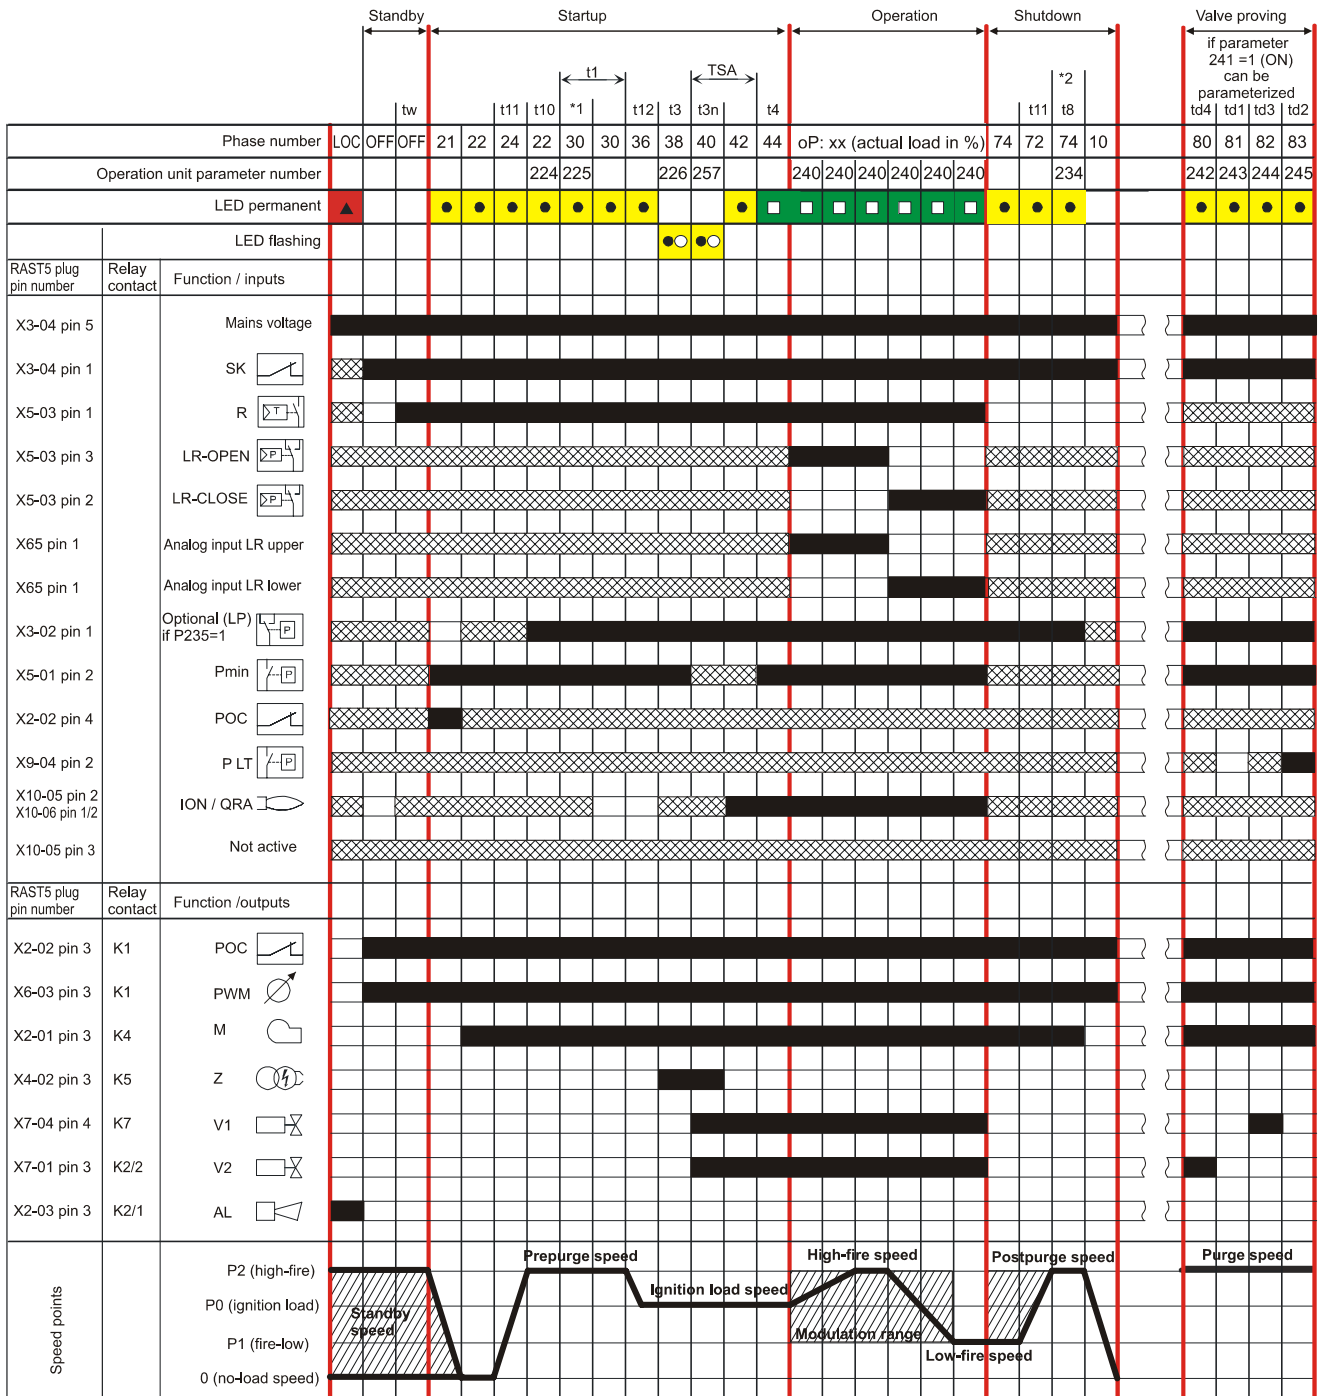 Standby Startup Operation Shutdown Valve proving
if parameter
241 =1 (ON)
can be
parameterized
t1 TSA *2
tw t11 t10 *1 t12 t3 t3n t4 t11 t8 td4 td1 td3 td2
Phase number LOC OFF OFF 21 22 24 22 30 30 36 38 40 42 44 oP: xx (actual load in %) 74 72 74 10 80 81 82 83
Operation unit parameter number 224 225 226 257 240 240 240 240 240 240 234 242 243 244 245
LED permanent
LED flashing
RAST5 plug
pin number
Relay
contact
Function / inputs
X3-04 pin 5 Mains voltage
X3-04 pin 1 SK
X5-03 pin 1 R T
X5-03 pin 3 LR-OPEN P
X5-03 pin 2 LR-CLOSE P
X65 pin 1 Analog input LR upper
X65 pin 1 Analog input LR lower
X3-02 pin 1 Optional (LP)
if P235=1 P
X5-01 pin 2 Pmin P
X2-02 pin 4 POC
X9-04 pin 2 P LT P
X10-05 pin 2
X10-06 pin 1/2
ION / QRA
X10-05 pin 3 Not active
RAST5 plug
pin number
Relay
contact
Function /outputs
X2-02 pin 3 K1 POC
X6-03 pin 3 K1 PWM
X2-01 pin 3 K4 M
X4-02 pin 3 K5 Z
X7-04 pin 4 K7 V1
X7-01 pin 3 K2/2 V2
X2-03 pin 3 K2/1 AL
Speed points
Prepurge speed High-fire speed Postpurge speed Purge speed
P2 (high-fire)
Ignition load speed
P0 (ignition load)
Standby
speed
Modulation range
P1 (fire-low)
Low-fire speed
0 (no-load speed)